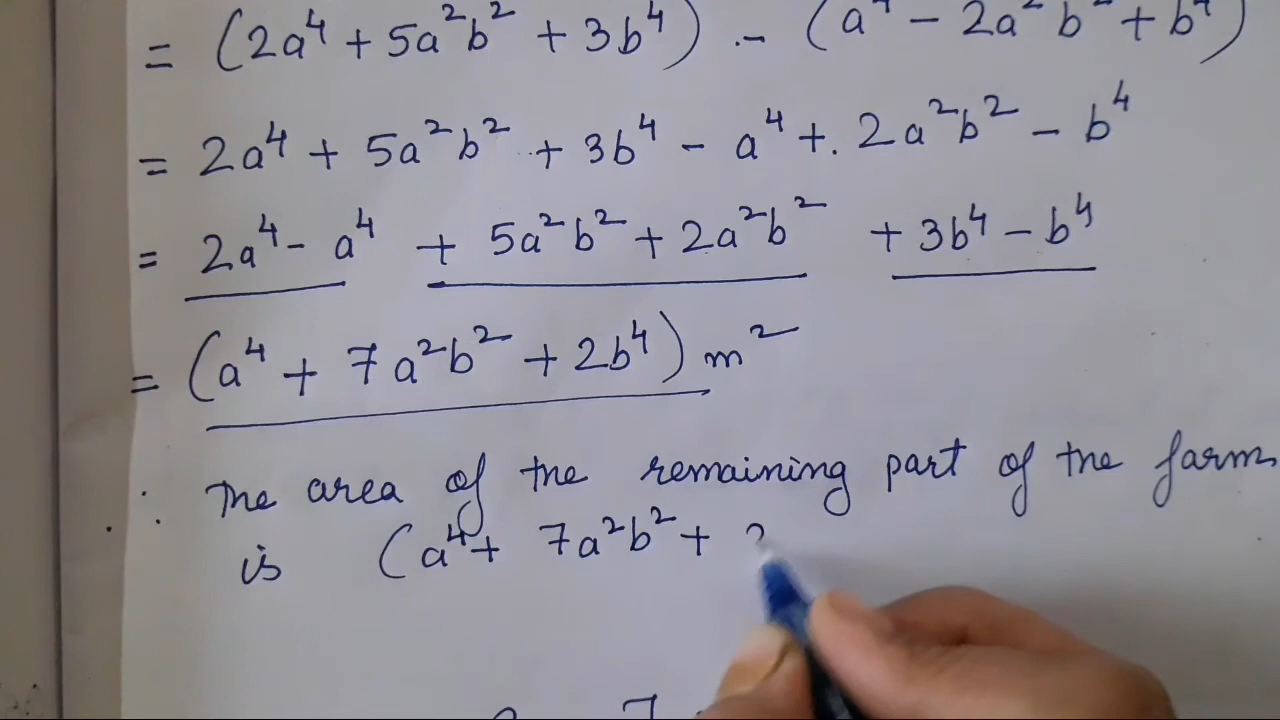 = (2a⁴ + 5a²b² + 3b⁴) - (a⁴ - 2a²b² + b⁴)
= 2a⁴ + 5a²b² + 3b⁴ - a⁴ + 2a²b² - b⁴
= 2a⁴ - a⁴ + 5a²b² + 2a²b² + 3b⁴ - b⁴
= (a⁴ + 7a²b² + 2b⁴) m²
∴ The area of the remaining part of the farm
is (a⁴ + 7a²b² +